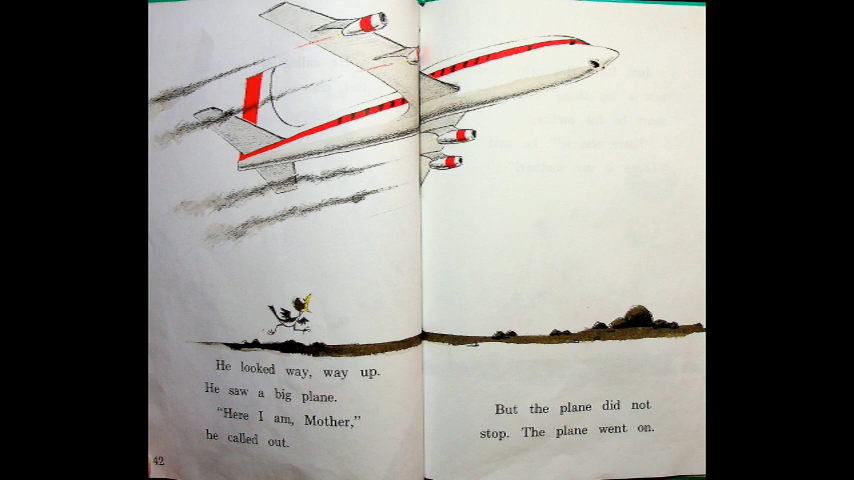 He looked way, way up.
He saw a big plane.
"Here I am, Mother,"
he called out.
42
But the plane did not
stop. The plane went on.